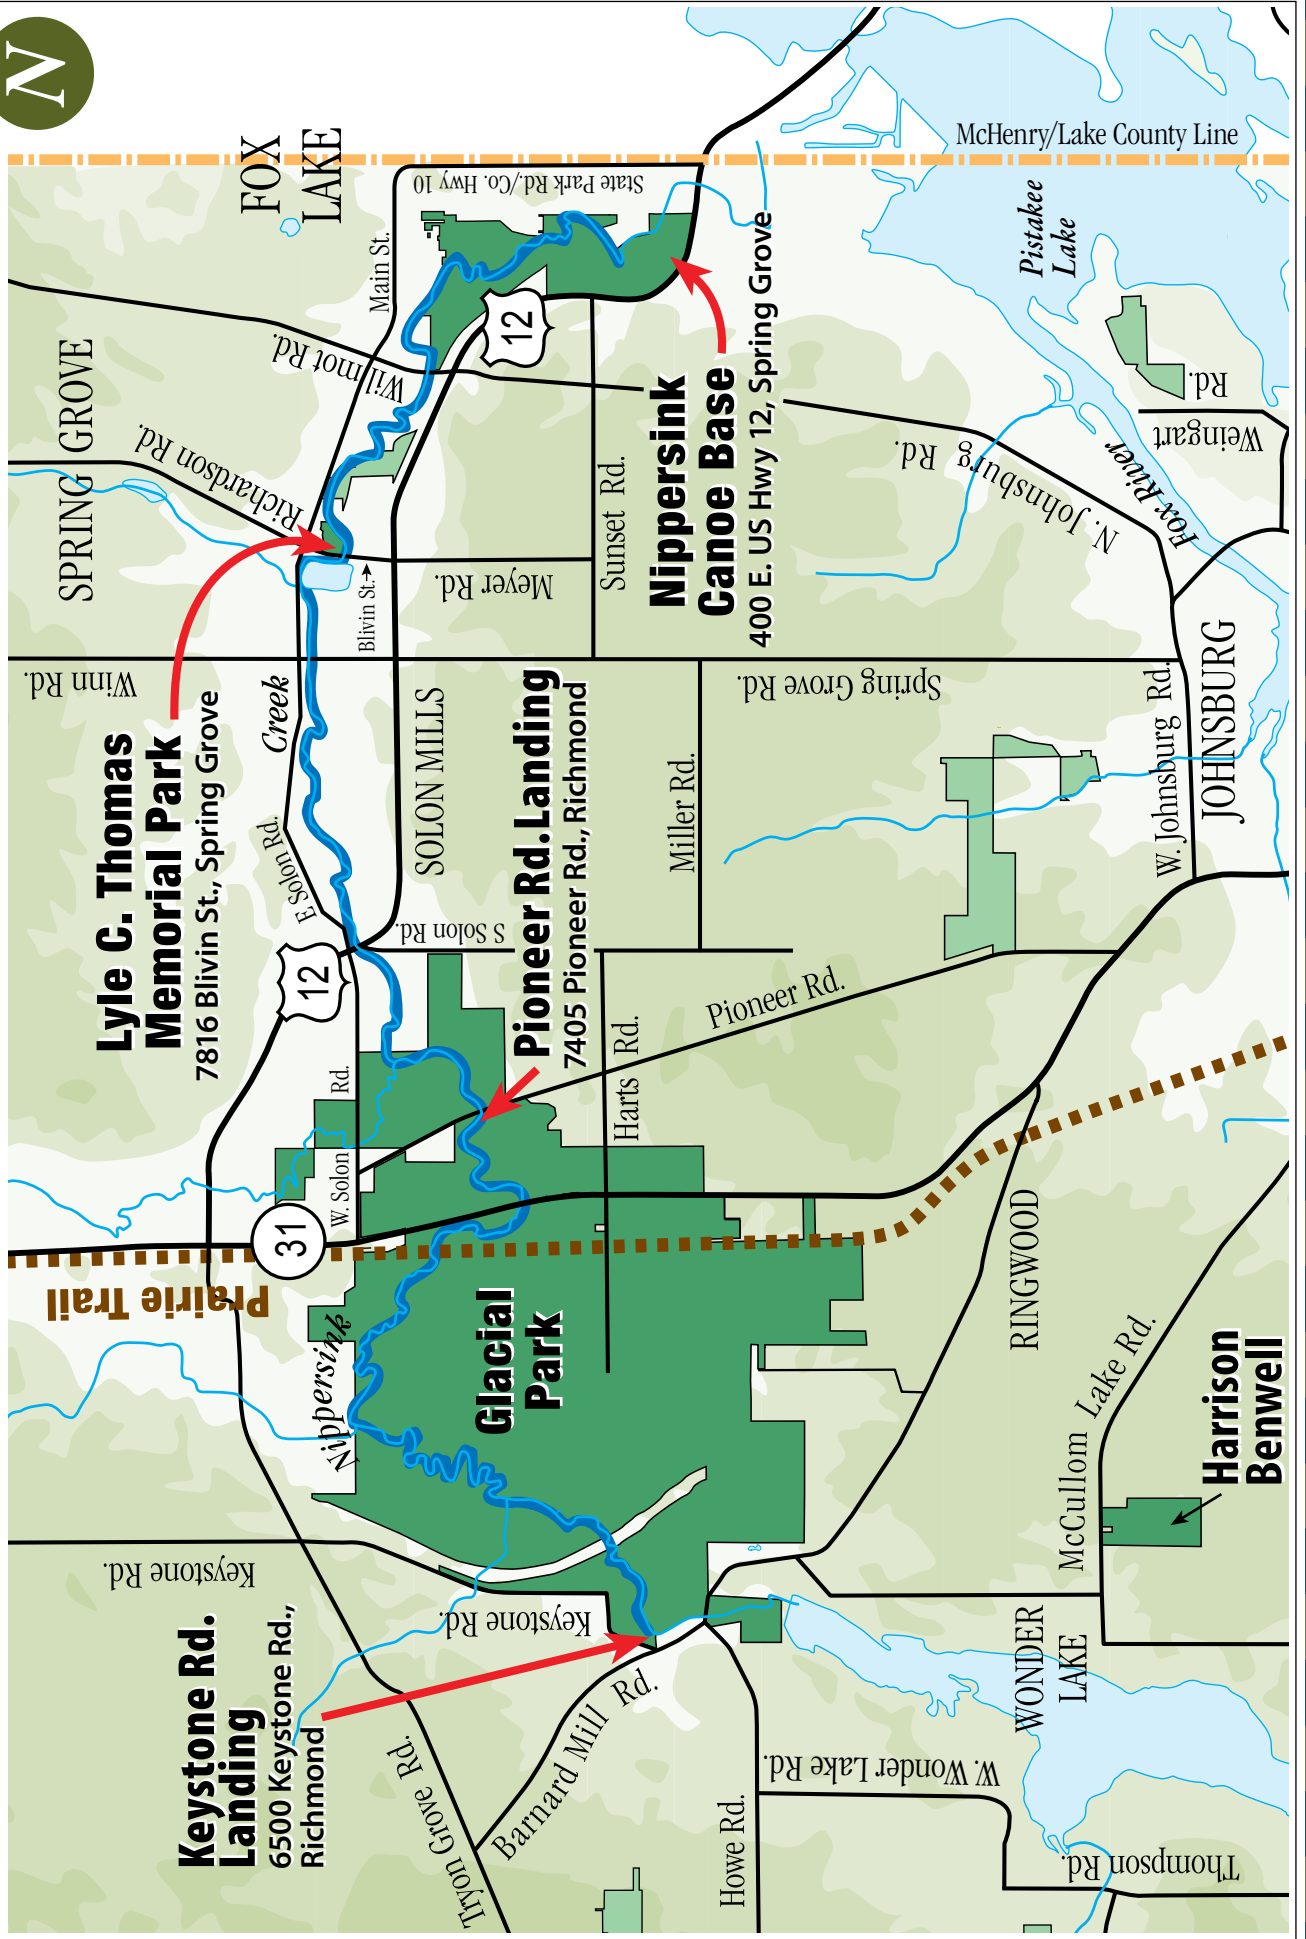 N
FOX
LAKE
McHenry/Lake County Line
State Park Rd./Co. Hwy 10
Main St.
Pistakee
Lake
Wilmot Rd.
12
SPRING GROVE
Richardson Rd.
Nippersink
Canoe Base
400 E. US Hwy 12, Spring Grove
Sunset Rd.
Meyer Rd.
Blivin St.
N. Johnsburg Rd.
Fox River
Weingart Rd.
Winn Rd.
Lyle C. Thomas
Memorial Park
7816 Blivin St., Spring Grove
Creek
E. Solon Rd.
SOLON MILLS
S Solon Rd.
Pioneer Rd. Landing
7405 Pioneer Rd., Richmond
Miller Rd.
Spring Grove Rd.
W. Johnsburg Rd.
JOHNSBURG
12
W. Solon Rd.
Harts Rd.
Pioneer Rd.
31
Prairie Trail
Nippersink
Glacial
Park
RINGWOOD
McCullom Lake Rd.
Harrison
Benwell
Keystone Rd.
Keystone Rd.
Keystone Rd.
Landing
6500 Keystone Rd.,
Richmond
Tryon Grove Rd.
Barnard Mill Rd.
Howe Rd.
W. Wonder Lake Rd.
WONDER
LAKE
Thompson Rd.